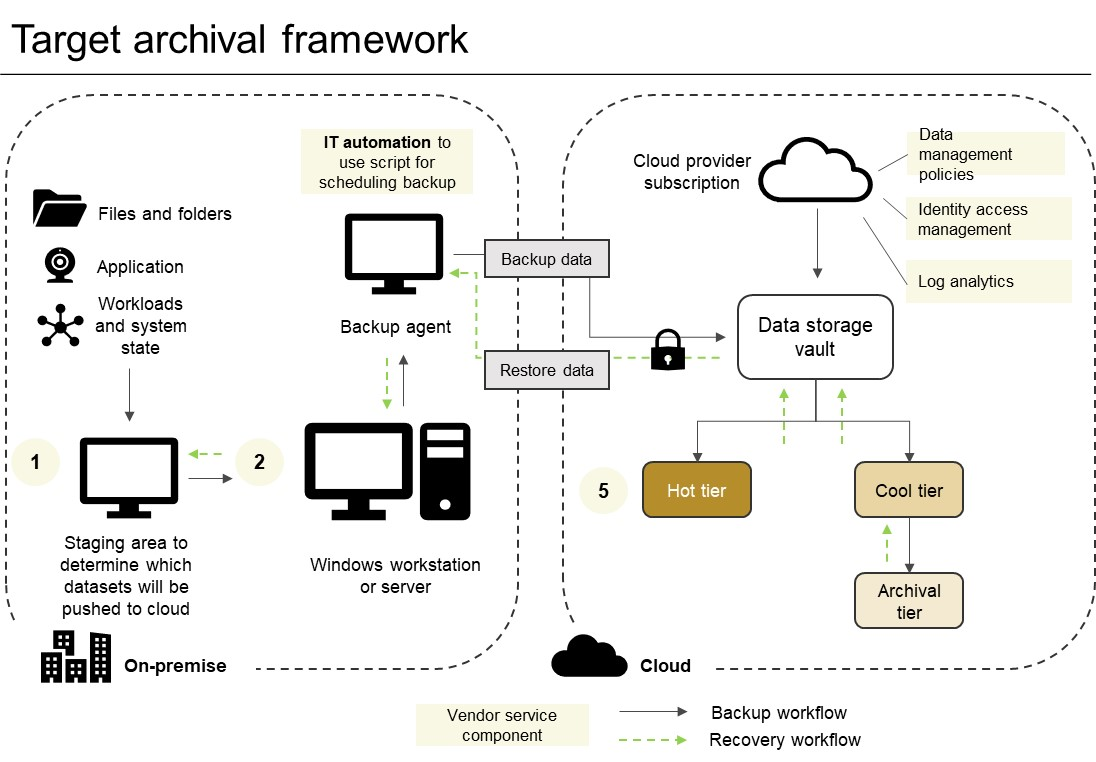 Target archival framework
IT automation to
use script for
scheduling backup
Files and folders
Application
Workloads
and system
state
Backup agent
1
2
Staging area to
determine which
datasets will be
pushed to cloud
Windows workstation
or server
On-premise
Backup data
Restore data
Cloud provider
subscription
Data
management
policies
Identity access
management
Log analytics
Data storage
vault
5
Hot tier
Cool tier
Archival
tier
Cloud
Vendor service
component
Backup workflow
Recovery workflow